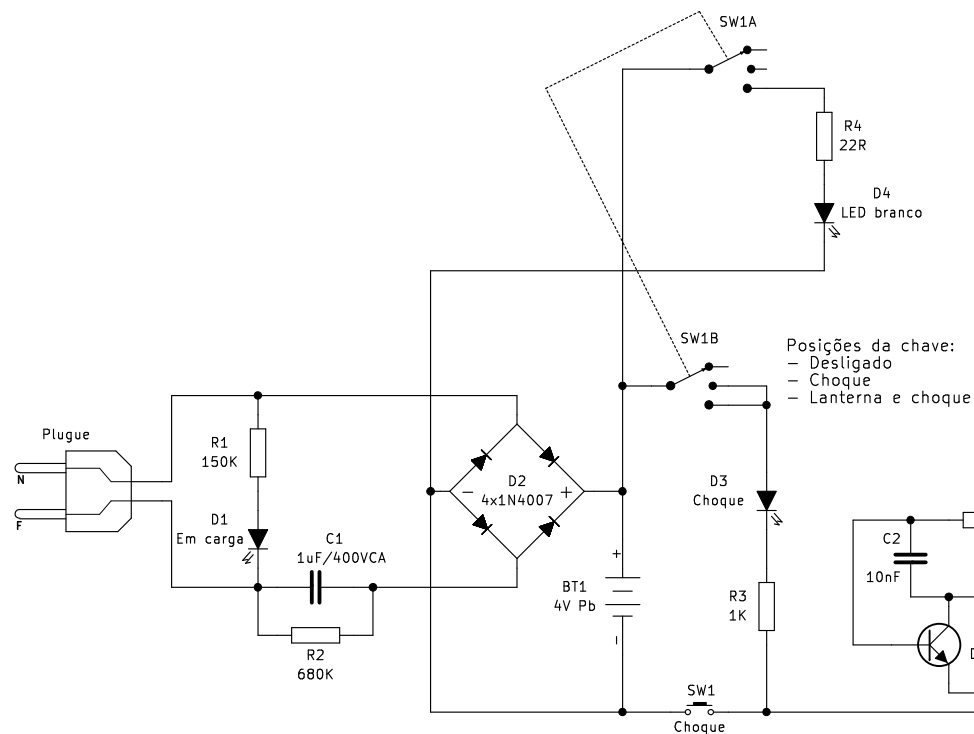 SW1A
R4
22R
D4
LED branco
SW1B
Posições da chave:
– Desligado
– Choque
– Lanterna e choque
Plugue
N
F
R1
150K
D1
Em carga
C1
1uF/400VCA
R2
680K
D2
4x1N4007
–
+
+
BT1
4V Pb
–
D3
Choque
R3
1K
SW1
Choque
C2
10nF